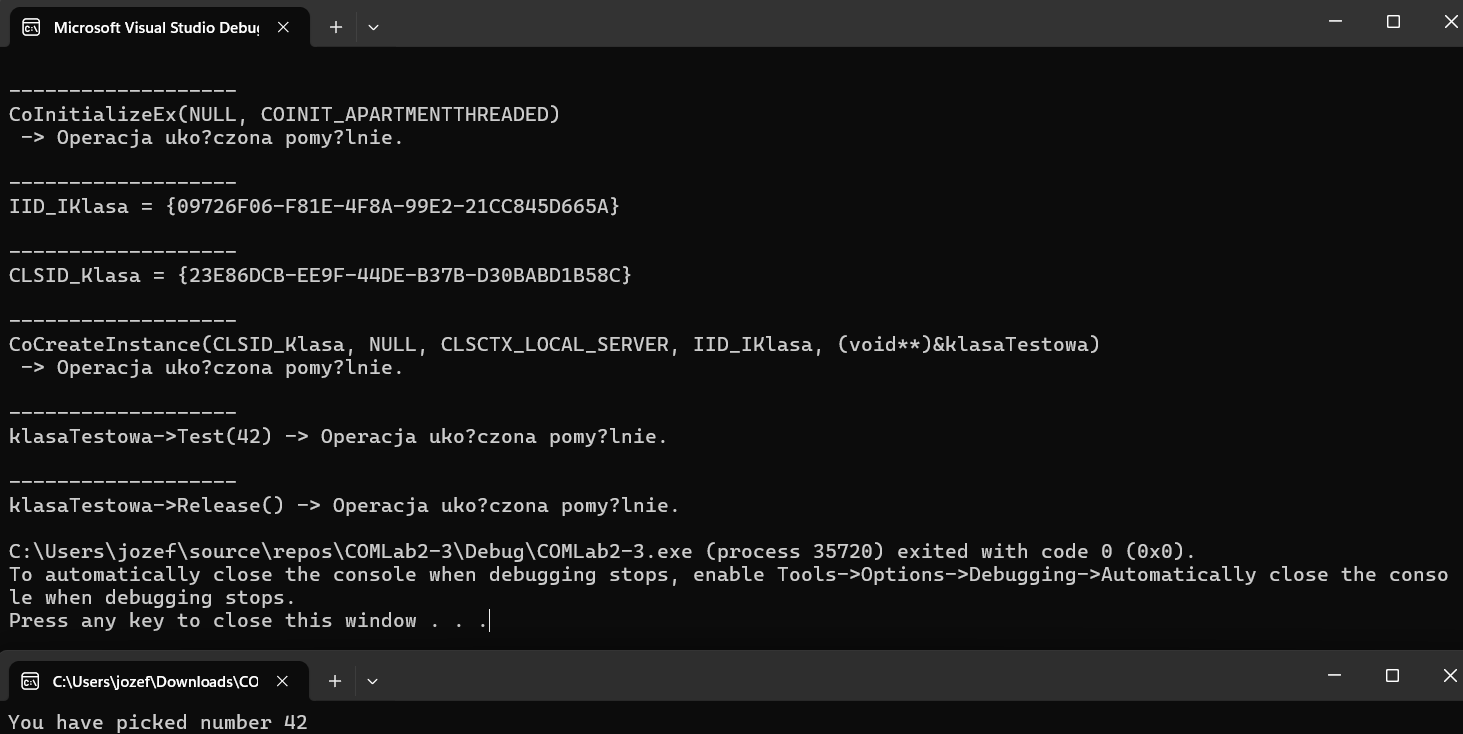 Microsoft Visual Studio Debug
-------------------
CoInitializeEx(NULL, COINIT_APARTMENTTHREADED)
 -> Operacja uko?czona pomy?lnie.
-------------------
IID_IKlasa = {09726F06-F81E-4F8A-99E2-21CC845D665A}
-------------------
CLSID_Klasa = {23E86DCB-EE9F-44DE-B37B-D30BABD1B58C}
-------------------
CoCreateInstance(CLSID_Klasa, NULL, CLSCTX_LOCAL_SERVER, IID_IKlasa, (void**)&klasaTestowa)
 -> Operacja uko?czona pomy?lnie.
-------------------
klasaTestowa->Test(42) -> Operacja uko?czona pomy?lnie.
-------------------
klasaTestowa->Release() -> Operacja uko?czona pomy?lnie.
C:\Users\jozef\source\repos\COMLab2-3\Debug\COMLab2-3.exe (process 35720) exited with code 0 (0x0).
To automatically close the console when debugging stops, enable Tools->Options->Debugging->Automatically close the conso
le when debugging stops.
Press any key to close this window . . .
C:\Users\jozef\Downloads\CO
You have picked number 42